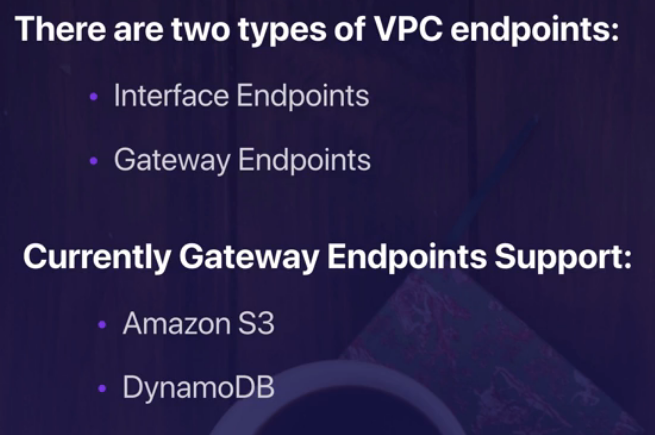 There are two types of VPC endpoints:
• Interface Endpoints
• Gateway Endpoints
Currently Gateway Endpoints Support:
• Amazon S3
• DynamoDB